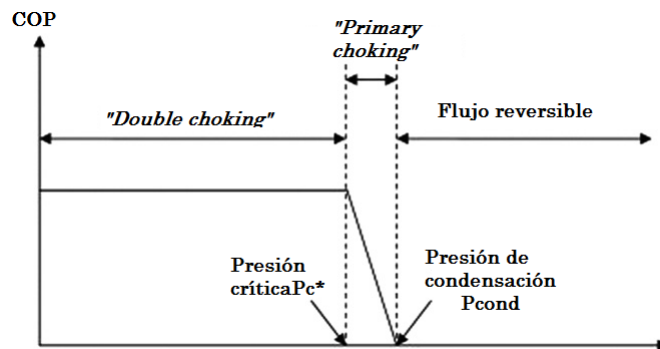 COP
"Primary
choking"
"Double choking"
Flujo reversible
Presión
críticaPc*
Presión de
condensación
Pcond